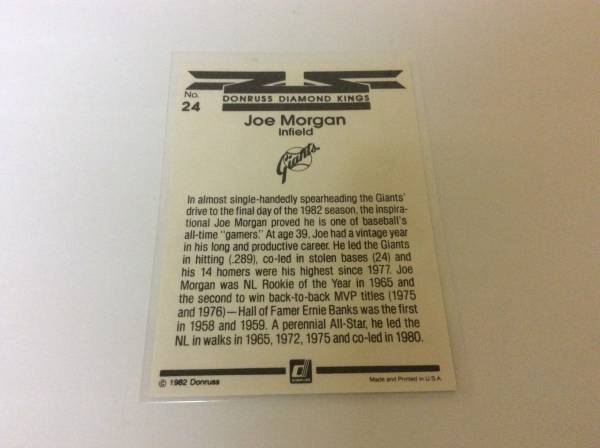 DONRUSS DIAMOND KINGS
No.
24
Joe Morgan
Infield
Giants
In almost single-handedly spearheading the Giants'
drive to the final day of the 1982 season, the inspira-
tional Joe Morgan proved he is one of baseball's
all-time "gamers." At age 39, Joe had a vintage year
in his long and productive career. He led the Giants
in hitting (.289), co-led in stolen bases (24) and
his 14 homers were his highest since 1977. Joe
Morgan was NL Rookie of the Year in 1965 and
the second to win back-to-back MVP titles (1975
and 1976)—Hall of Famer Ernie Banks was the first
in 1958 and 1959. A perennial All-Star, he led the
NL in walks in 1965, 1972, 1975 and co-led in 1980.
© 1982 Donruss
DONRUSS
Made and Printed in U.S.A.